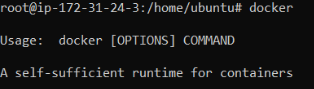 root@ip-172-31-24-3:/home/ubuntu# docker
Usage:  docker [OPTIONS] COMMAND
A self-sufficient runtime for containers